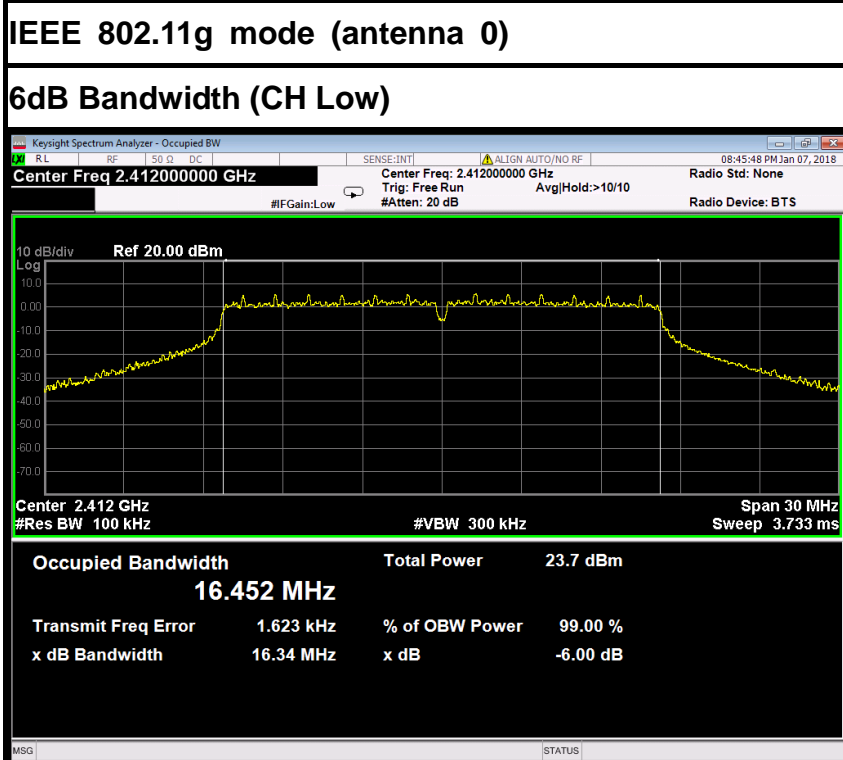 IEEE 802.11g mode (antenna 0)
6dB Bandwidth (CH Low)
Keysight Spectrum Analyzer - Occupied BW
LXI RL RF 50 Ω DC SENSE:INT ALIGN AUTO/NO RF 08:45:48 PM Jan 07, 2018
Center Freq 2.412000000 GHz Center Freq: 2.412000000 GHz Radio Std: None
Trig: Free Run Avg|Hold:>10/10
#IFGain:Low #Atten: 20 dB Radio Device: BTS
10 dB/div Ref 20.00 dBm
Log
10.0
0.00
-10.0
-20.0
-30.0
-40.0
-50.0
-60.0
-70.0
Center 2.412 GHz Span 30 MHz
#Res BW 100 kHz #VBW 300 kHz Sweep 3.733 ms
Occupied Bandwidth Total Power 23.7 dBm
16.452 MHz
Transmit Freq Error 1.623 kHz % of OBW Power 99.00 %
x dB Bandwidth 16.34 MHz x dB -6.00 dB
MSG STATUS